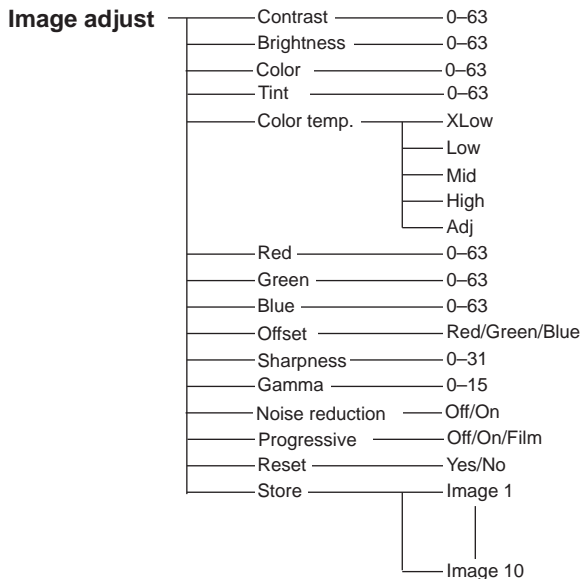 Image adjust
Contrast 0–63
Brightness 0–63
Color 0–63
Tint 0–63
Color temp. XLow
Low
Mid
High
Adj
Red 0–63
Green 0–63
Blue 0–63
Offset Red/Green/Blue
Sharpness 0–31
Gamma 0–15
Noise reduction Off/On
Progressive Off/On/Film
Reset Yes/No
Store Image 1
Image 10